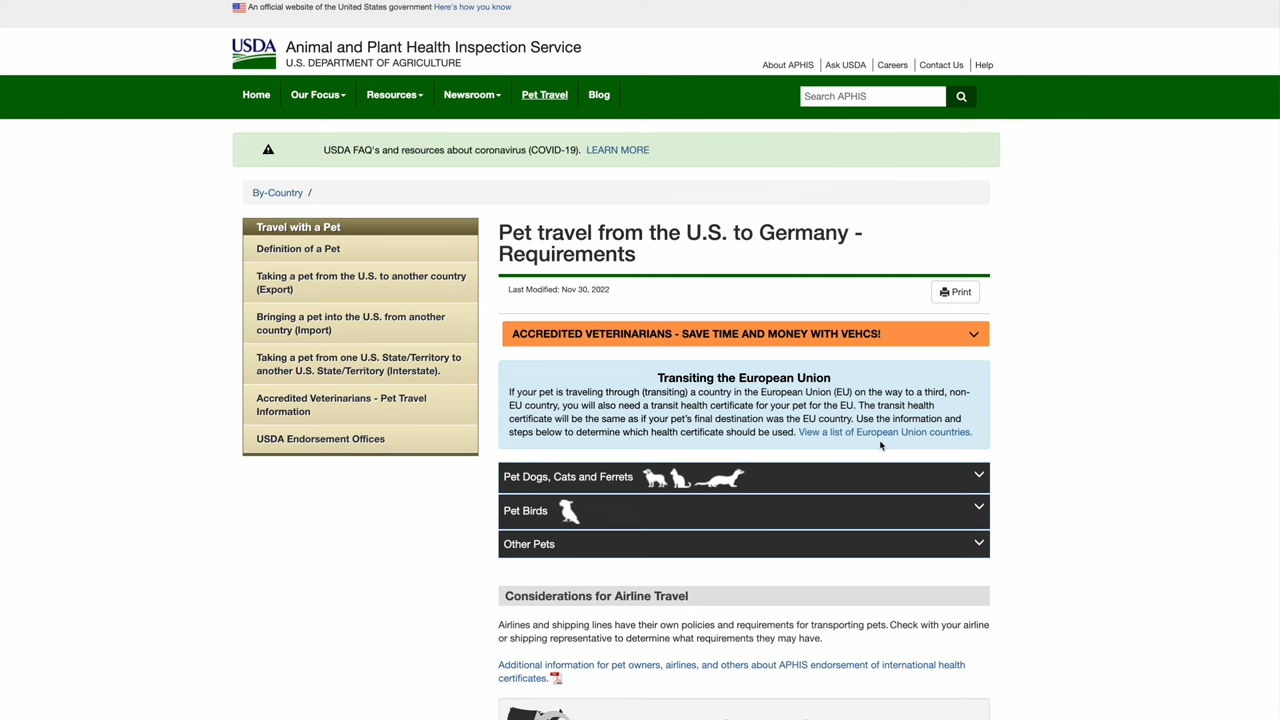 An official website of the United States government Here's how you know
USDA
Animal and Plant Health Inspection Service
U.S. DEPARTMENT OF AGRICULTURE
About APHIS
Ask USDA
Careers
Contact Us
Help
Home
Our Focus
Resources
Newsroom
Pet Travel
Blog
Search APHIS
USDA FAQ's and resources about coronavirus (COVID-19). LEARN MORE
By-Country /
Travel with a Pet
Definition of a Pet
Taking a pet from the U.S. to another country
(Export)
Bringing a pet into the U.S. from another
country (Import)
Taking a pet from one U.S. State/Territory to
another U.S. State/Territory (Interstate).
Accredited Veterinarians - Pet Travel
Information
USDA Endorsement Offices
Pet travel from the U.S. to Germany -
Requirements
Last Modified: Nov 30, 2022
Print
ACCREDITED VETERINARIANS - SAVE TIME AND MONEY WITH VEHCS!
Transiting the European Union
If your pet is traveling through (transiting) a country in the European Union (EU) on the way to a third, non-
EU country, you will also need a transit health certificate for your pet for the EU. The transit health
certificate will be the same as if your pet's final destination was the EU country. Use the information and
steps below to determine which health certificate should be used. View a list of European Union countries.
Pet Dogs, Cats and Ferrets
Pet Birds
Other Pets
Considerations for Airline Travel
Airlines and shipping lines have their own policies and requirements for transporting pets. Check with your airline
or shipping representative to determine what requirements they may have.
Additional information for pet owners, airlines, and others about APHIS endorsement of international health
certificates.